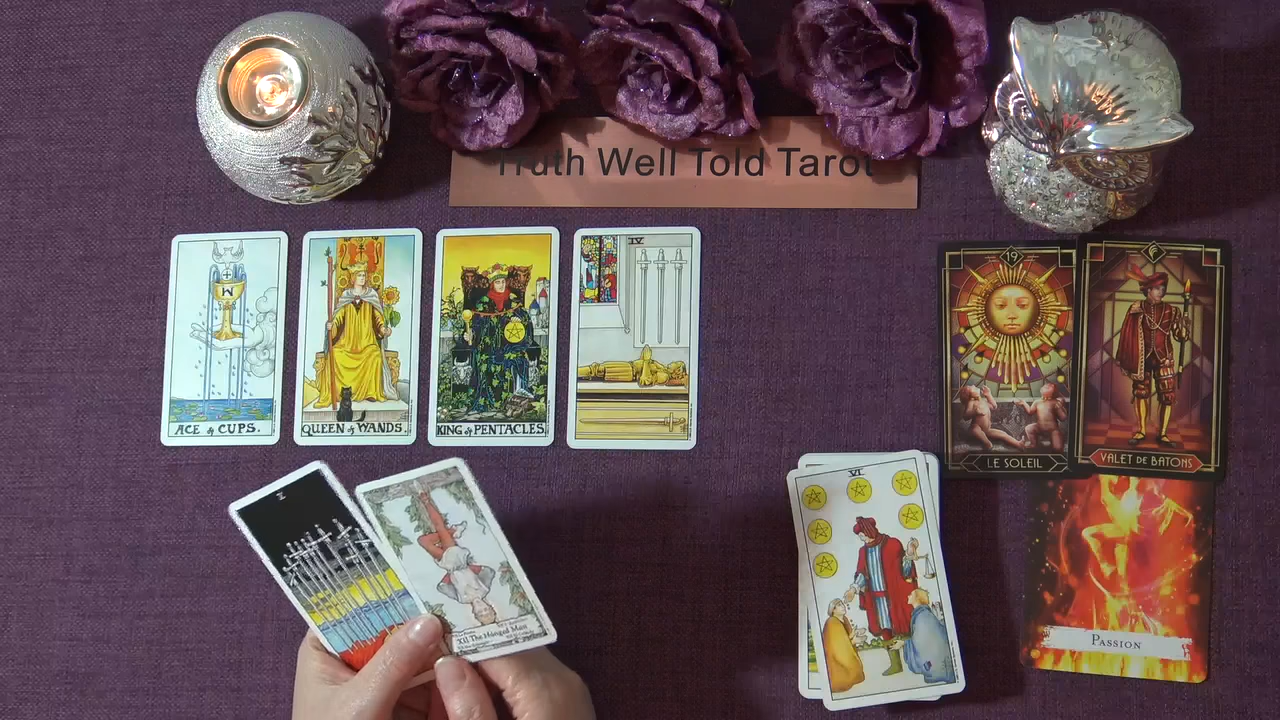 Truth Well Told Tarot
IV
19
ACE of CUPS.
QUEEN of WANDS.
KING of PENTACLES
LE SOLEIL
VALET DE BATONS
VI
X
XII The Hanged Man
PASSION